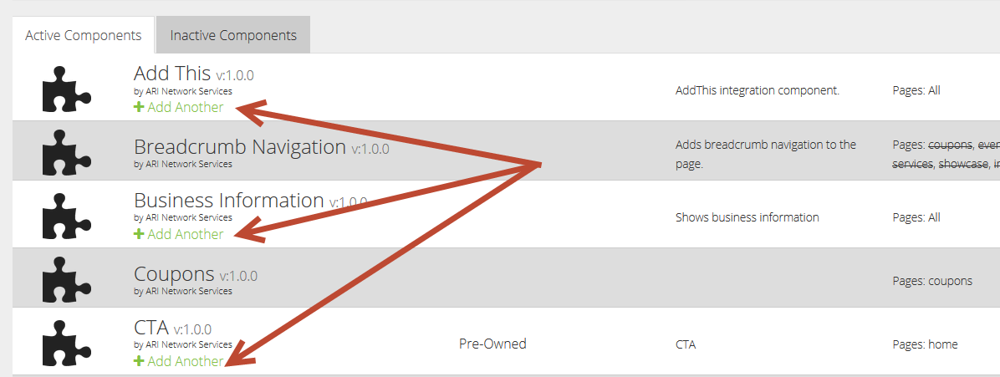 Active Components
Inactive Components
Add This v:1.0.0
by ARI Network Services
Add Another
AddThis integration component.
Pages: All
Breadcrumb Navigation v:1.0.0
by ARI Network Services
Adds breadcrumb navigation to the
page.
Pages: coupons,
services, showcase,
Business Information v:1.0.0
by ARI Network Services
Add Another
Shows business information
Pages: All
Coupons v:1.0.0
by ARI Network Services
Pages: coupons
CTA v:1.0.0
by ARI Network Services
Add Another
Pre-Owned
CTA
Pages: home